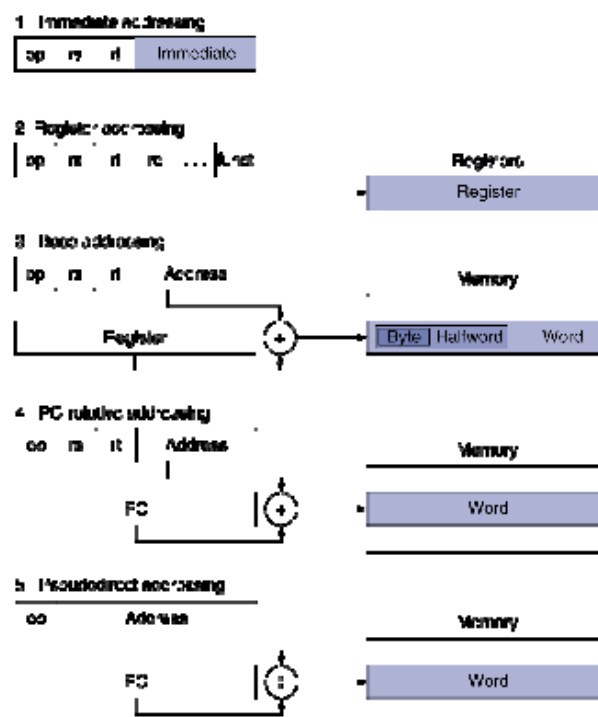 1 Immediate addressing
op rs rt Immediate
2 Register addressing
op rs rt rd ... funct
Registers
Register
3 Base addressing
op rs rt Address
Memory
Register
+
Byte Halfword Word
4 PC relative addressing
op rs rt Address
Memory
PC
+
Word
5 Pseudodirect addressing
op Address
Memory
PC
:
Word